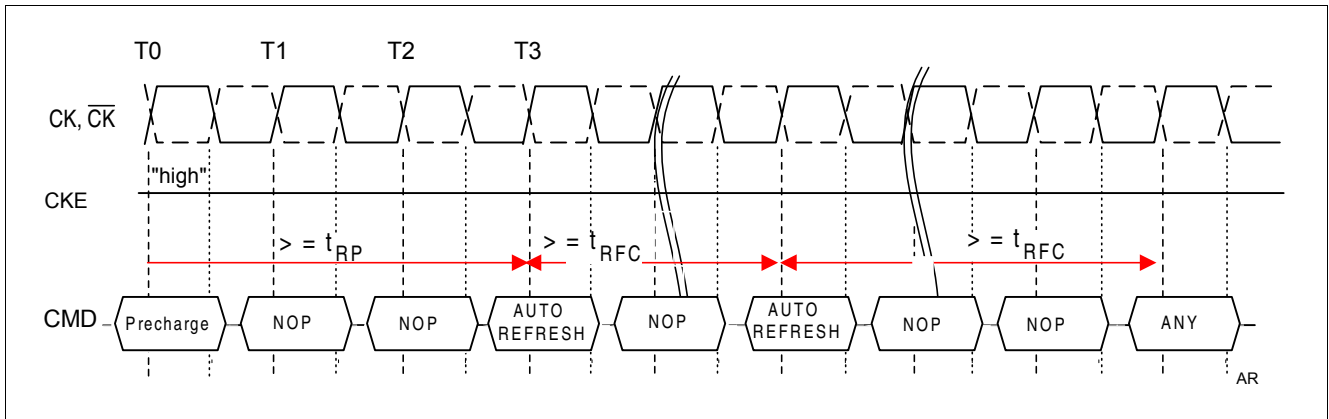 T0 T1 T2 T3
CK, C̅K̅
"high"
CKE
> = tRP > = tRFC > = tRFC
CMD Precharge NOP NOP AUTO REFRESH NOP AUTO REFRESH NOP NOP ANY
AR